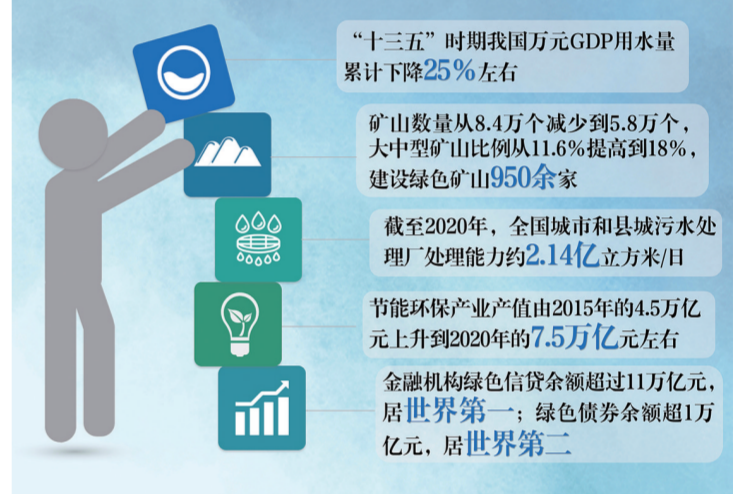 “十三五”时期我国万元GDP用水量
累计下降25%左右
矿山数量从8.4万个减少到5.8万个，
大中型矿山比例从11.6%提高到18%，
建设绿色矿山950余家
截至2020年，全国城市和县城污水处
理厂处理能力约2.14亿立方米/日
节能环保产业产值由2015年的4.5万亿
元上升到2020年的7.5万亿元左右
金融机构绿色信贷余额超过11万亿元，
居世界第一；绿色债券余额超1万
亿元，居世界第二